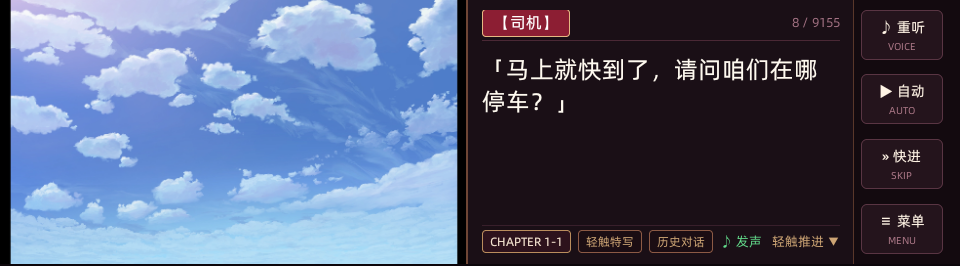 【司机】
8 / 9155
「马上就快到了，请问咱们在哪
停车？」
CHAPTER 1-1
轻触特写
历史对话
♪ 发声
轻触推进 ▼
♪ 重听
VOICE
▶ 自动
AUTO
» 快进
SKIP
≡ 菜单
MENU